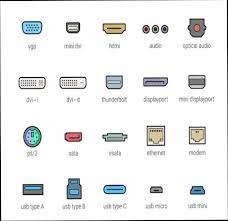 vga mini dvi hdmi audio optical audio
dvi - i dvi - d thunderbolt displayport mini displayport
ps/2 sata esata ethernet modem
usb type A usb type B usb type C usb micro usb mini